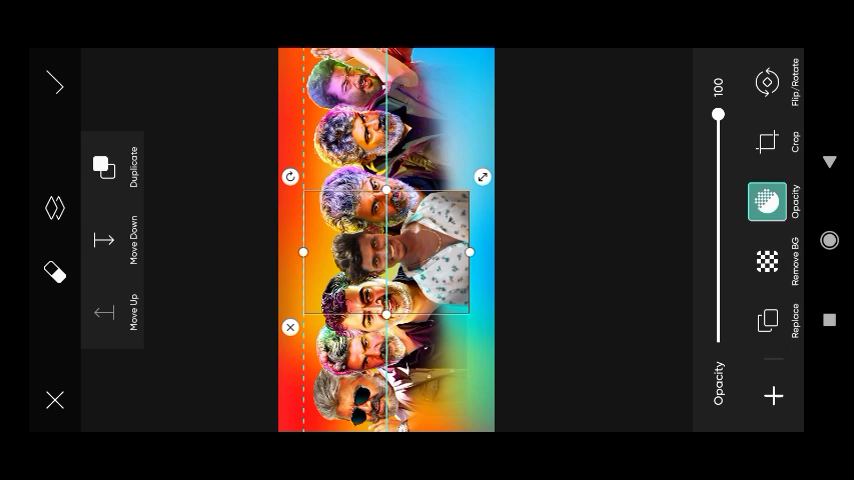 Duplicate
Move Down
Move Up
100
Opacity
Flip/Rotate
Crop
Opacity
Remove BG
Replace